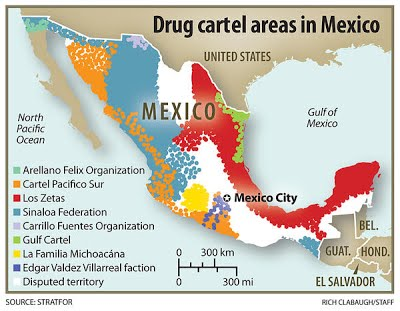 Drug cartel areas in Mexico
UNITED STATES
MEXICO
North
Pacific
Ocean
Gulf of
Mexico
Mexico City
BEL.
GUAT.
HOND.
EL SALVADOR
Arellano Felix Organization
Cartel Pacifico Sur
Los Zetas
Sinaloa Federation
Carrillo Fuentes Organization
Gulf Cartel
La Familia Michoacána
Edgar Valdez Villarreal faction
Disputed territory
0 300 km
0 300 mi
SOURCE: STRATFOR
RICH CLABAUGH/STAFF